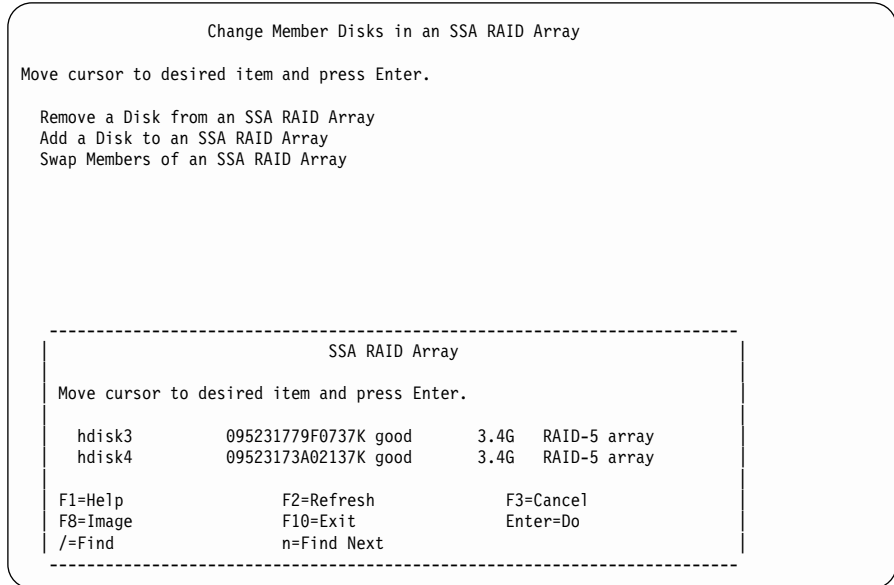 Change Member Disks in an SSA RAID Array
Move cursor to desired item and press Enter.
Remove a Disk from an SSA RAID Array
Add a Disk to an SSA RAID Array
Swap Members of an SSA RAID Array
SSA RAID Array
Move cursor to desired item and press Enter.
hdisk3 095231779F0737K good 3.4G RAID-5 array
hdisk4 09523173A02137K good 3.4G RAID-5 array
F1=Help F2=Refresh F3=Cancel
F8=Image F10=Exit Enter=Do
/=Find n=Find Next